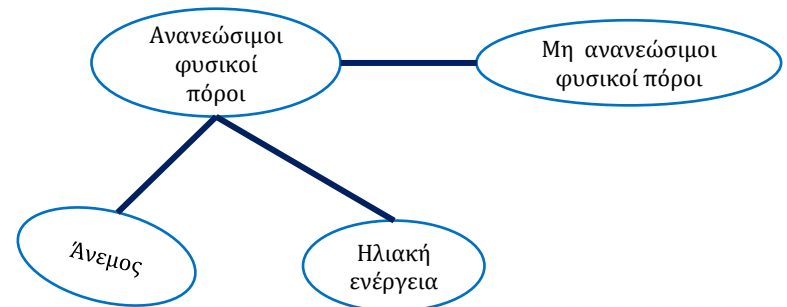 Ανανεώσιμοι
φυσικοί
πόροι
Μη ανανεώσιμοι
φυσικοί πόροι
Άνεμος
Ηλιακή
ενέργεια